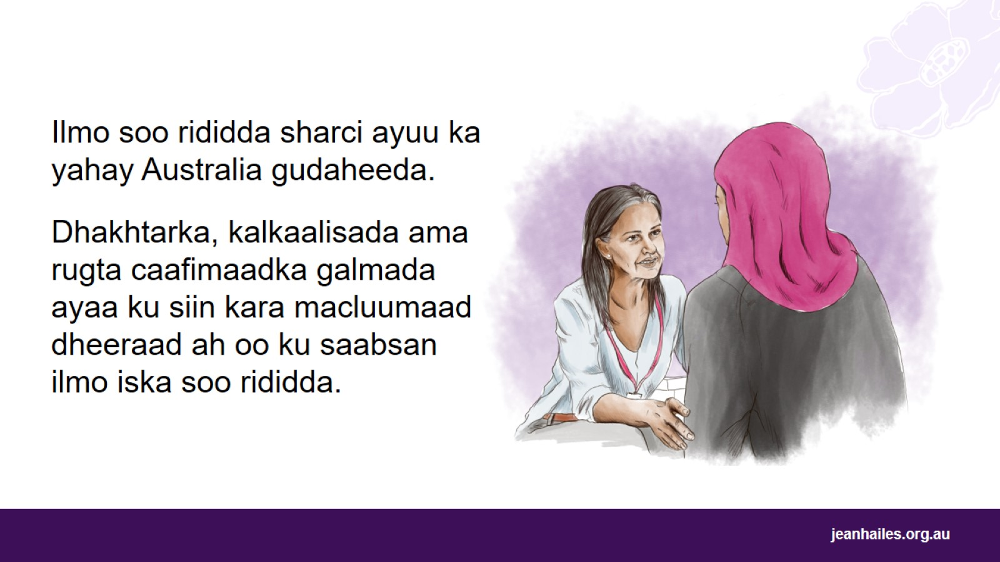 Ilmo soo rididda sharci ayuu ka
yahay Australia gudaheeda.
Dhakhtarka, kalkaalisada ama
rugta caafimaadka galmada
ayaa ku siin kara macluumaad
dheeraad ah oo ku saabsan
ilmo iska soo rididda.
jeanhailes.org.au